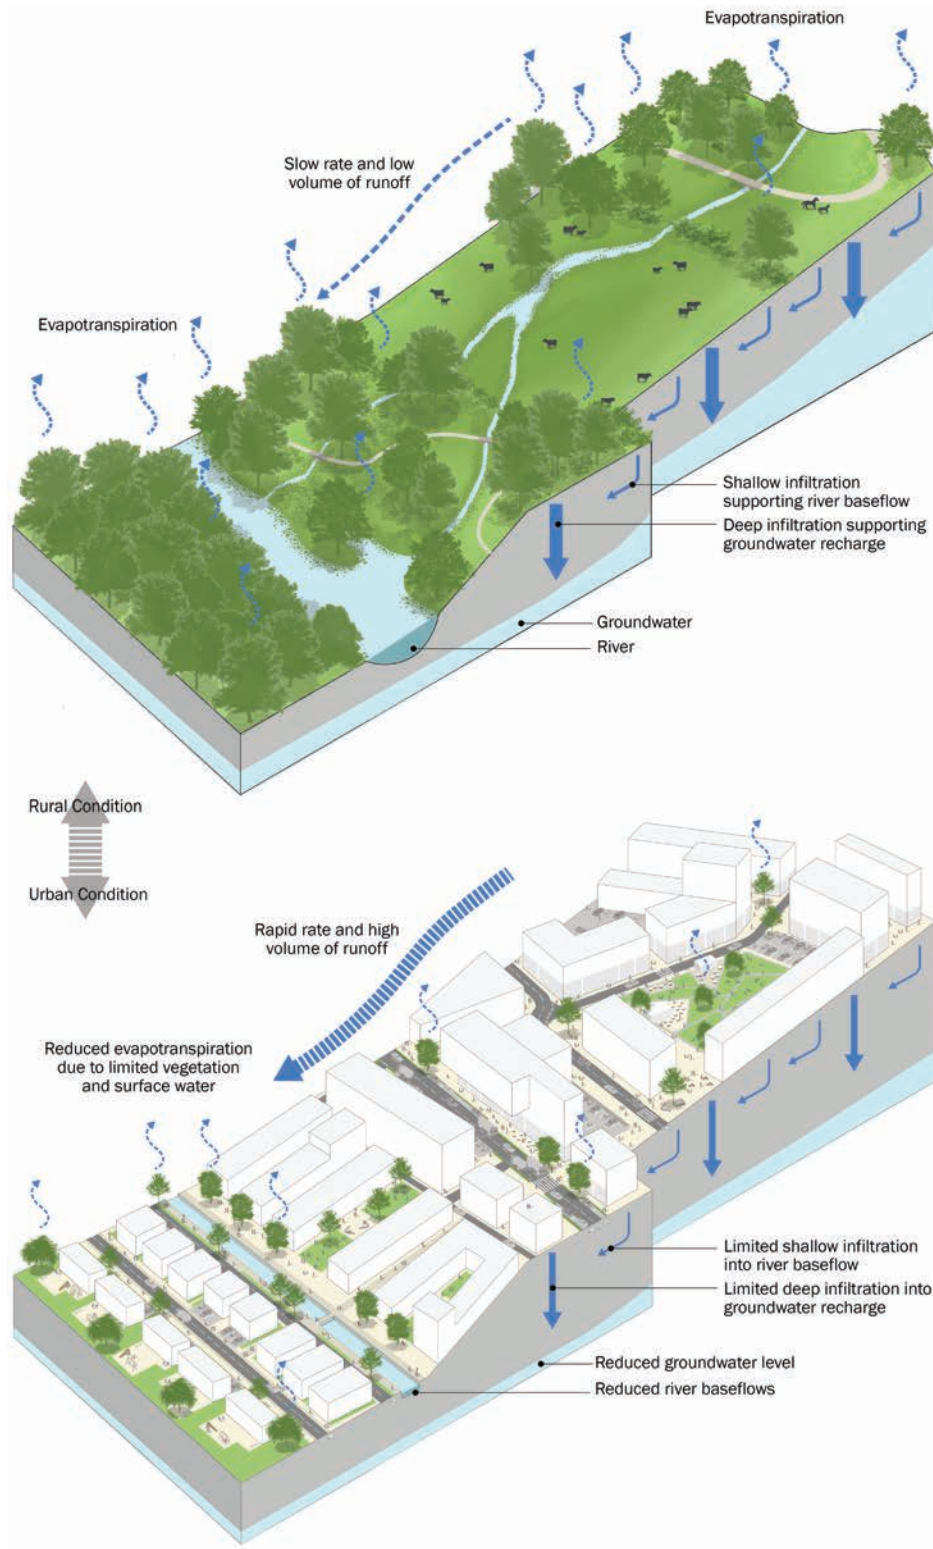 Evapotranspiration
Slow rate and low
volume of runoff
Evapotranspiration
Shallow infiltration
supporting river baseflow
Deep infiltration supporting
groundwater recharge
Groundwater
River
Rural Condition
Urban Condition
Rapid rate and high
volume of runoff
Reduced evapotranspiration
due to limited vegetation
and surface water
Limited shallow infiltration
into river baseflow
Limited deep infiltration into
groundwater recharge
Reduced groundwater level
Reduced river baseflows